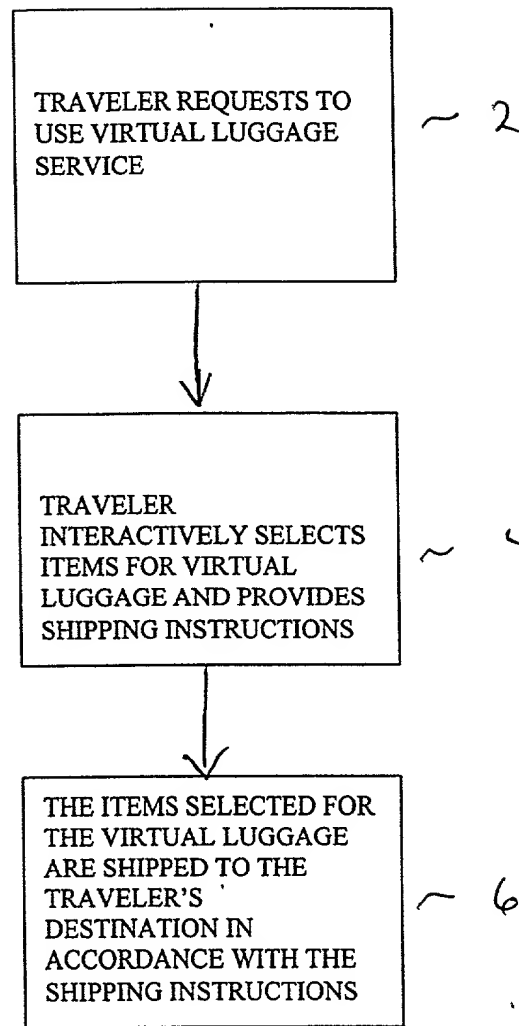 TRAVELER REQUESTS TO
USE VIRTUAL LUGGAGE
SERVICE
~ 2
TRAVELER
INTERACTIVELY SELECTS
ITEMS FOR VIRTUAL
LUGGAGE AND PROVIDES
SHIPPING INSTRUCTIONS
~
THE ITEMS SELECTED FOR
THE VIRTUAL LUGGAGE
ARE SHIPPED TO THE
TRAVELER'S
DESTINATION IN
ACCORDANCE WITH THE
SHIPPING INSTRUCTIONS
~ 6